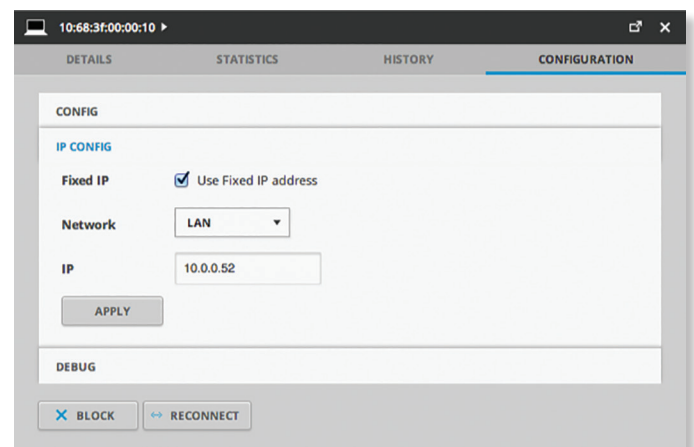 10:68:3f:00:00:10
DETAILS STATISTICS HISTORY CONFIGURATION
CONFIG
IP CONFIG
Fixed IP Use Fixed IP address
Network LAN
IP 10.0.0.52
APPLY
DEBUG
BLOCK RECONNECT